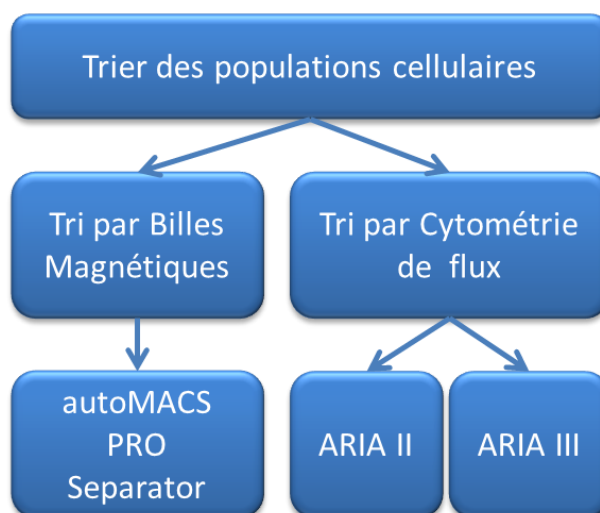 Trier des populations cellulaires
Tri par Billes
Magnétiques
Tri par Cytométrie
de flux
autoMACS
PRO
Separator
ARIA II
ARIA III